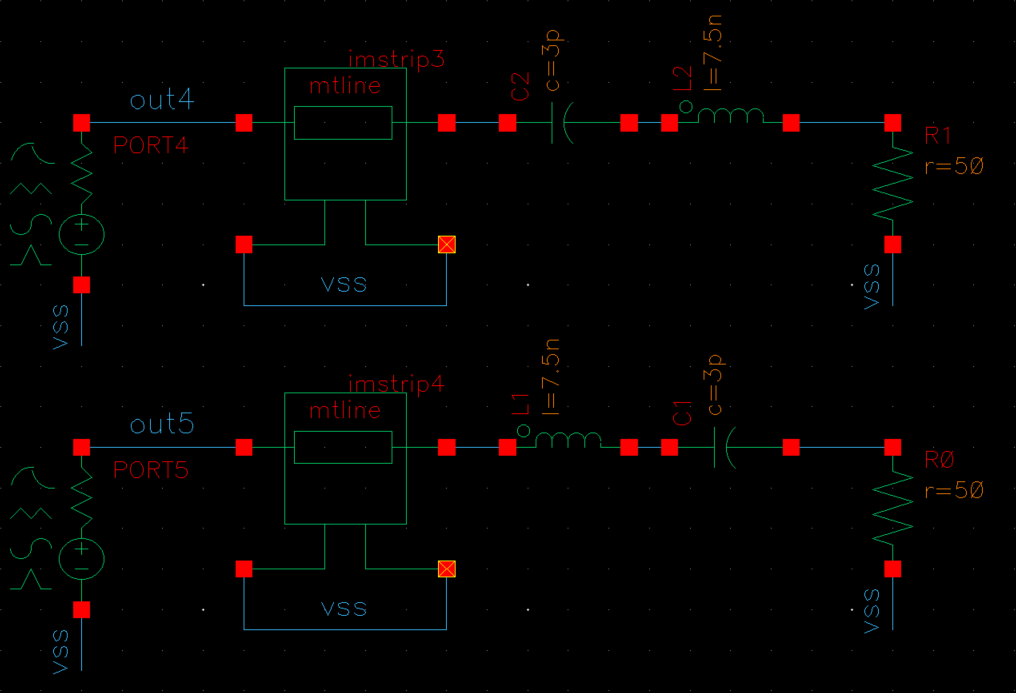 imstrip3
mtline
out4
PORT4
C2
c=3p
L2
l=7.5n
R1
r=50
VSS
VSS
VSS
imstrip4
mtline
out5
PORT5
L1
l=7.5n
C1
c=3p
R0
r=50
VSS
VSS
VSS